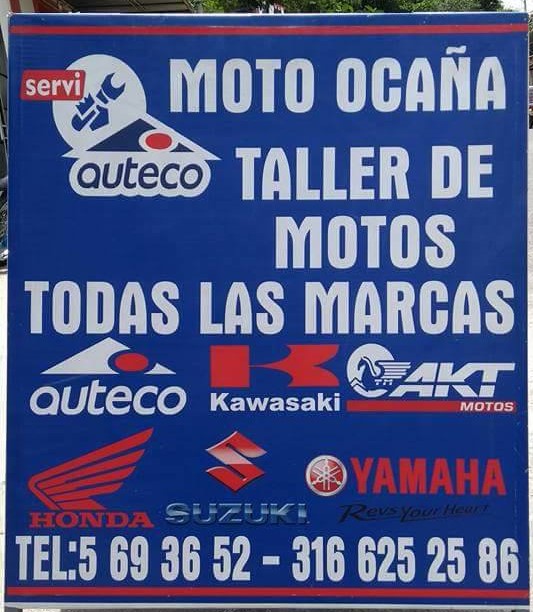 servi
MOTO OCAÑA
auteco
TALLER DE
MOTOS
TODAS LAS MARCAS
auteco
Kawasaki
AKT
MOTOS
HONDA
SUZUKI
YAMAHA
Revs Your Heart
TEL:5 69 36 52 - 316 625 25 86